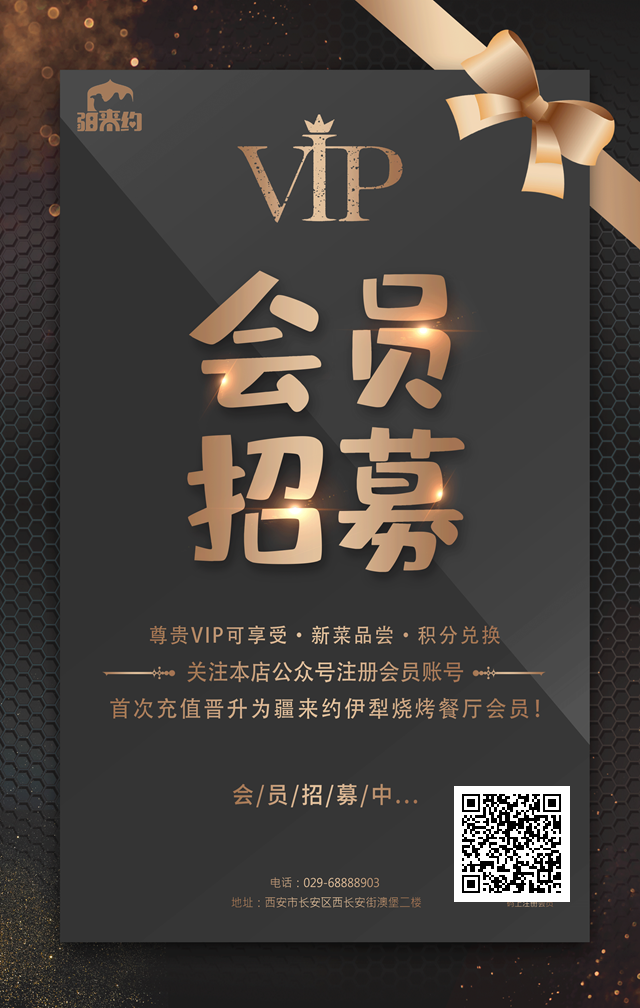 疆来约
VIP
会员
招募
尊贵VIP可享受·新菜品尝·积分兑换
关注本店公众号注册会员账号
首次充值晋升为疆来约伊犁烧烤餐厅会员！
会/员/招/募/中...
电话：029-68888903
地址：西安市长安区西长安街澳堡二楼